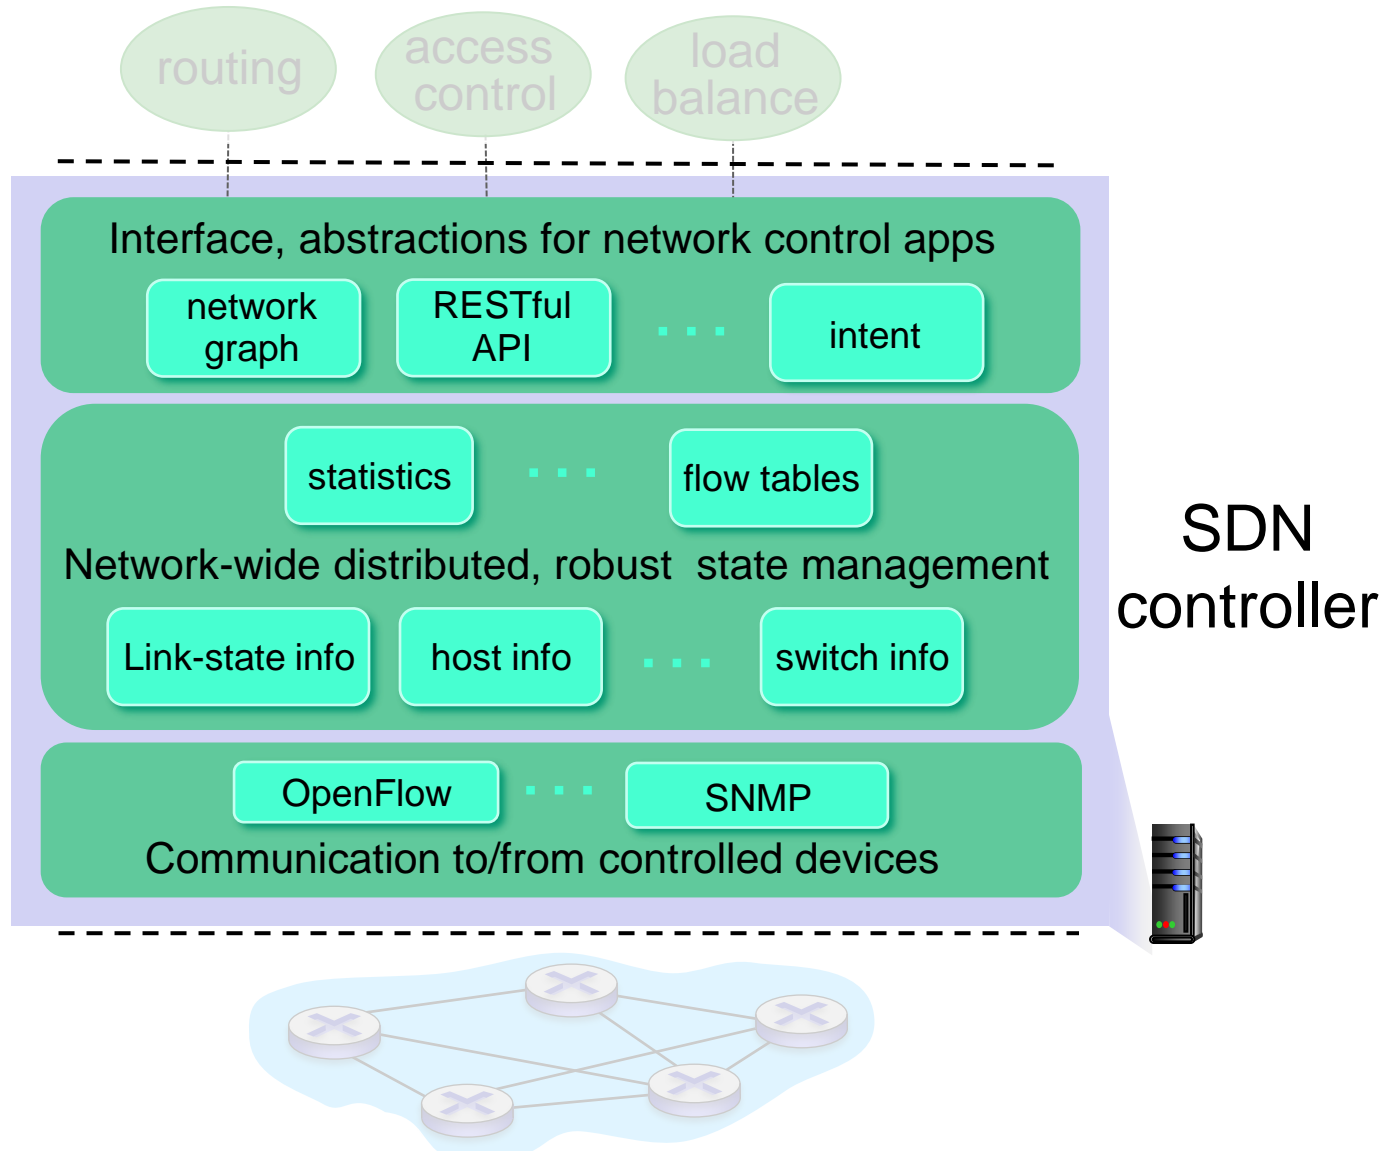 routing
access
control
load
balance
Interface, abstractions for network control apps
network
graph
RESTful
API
. . .
intent
statistics
. . .
flow tables
Network-wide distributed, robust  state management
Link-state info
host info
. . .
switch info
OpenFlow
. . .
SNMP
Communication to/from controlled devices
SDN
controller